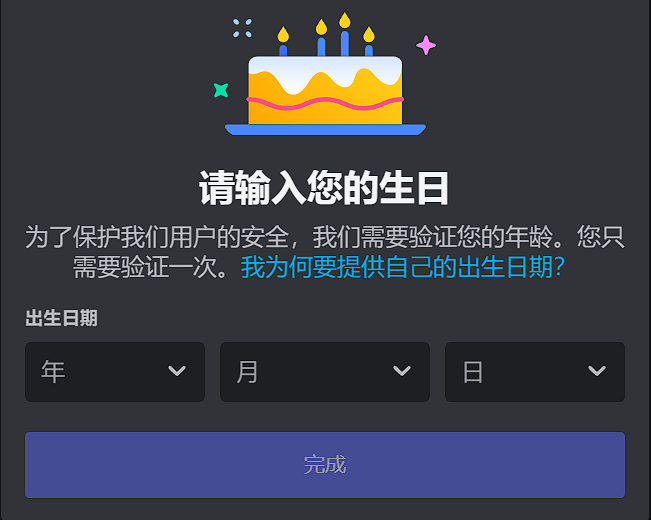 请输入您的生日
为了保护我们用户的安全，我们需要验证您的年龄。您只
需要验证一次。我为何要提供自己的出生日期？
出生日期
年 月 日
完成